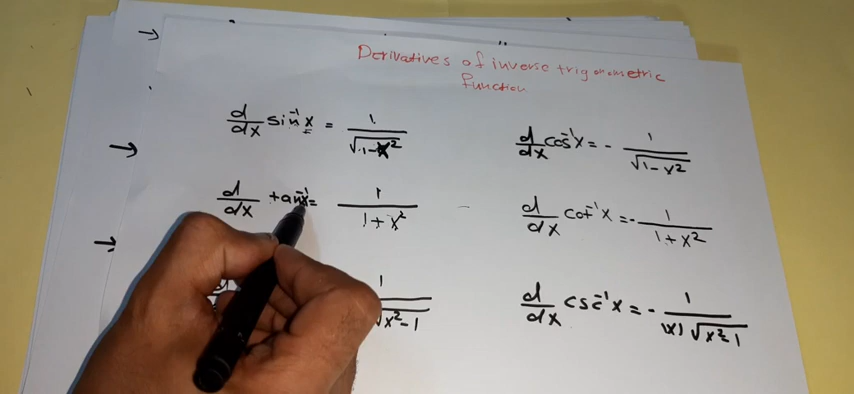 Derivatives of inverse trigonometric
function
d/dx sin⁻¹x = 1/√1-x²
d/dx cos⁻¹x = - 1/√1-x²
d/dx tan⁻¹x = 1/1+x²
d/dx cot⁻¹x = - 1/1+x²
1/√x²-1
d/dx csc⁻¹x = - 1/|x|√x²-1